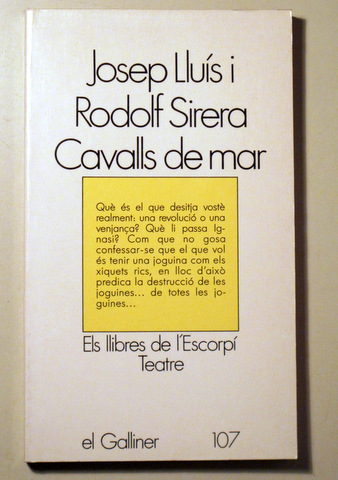 Josep Lluís i
Rodolf Sirera
Cavalls de mar
Què és el que desitja vostè
realment: una revolució o una
venjança? Què li passa Ig-
nasi? Com que no gosa
confessar-se que el que vol
és tenir una joguina com els
xiquets rics, en lloc d'això
predica la destrucció de les
joguines... de totes les jo-
guines...
Els llibres de l'Escorpí
Teatre
el Galliner 107